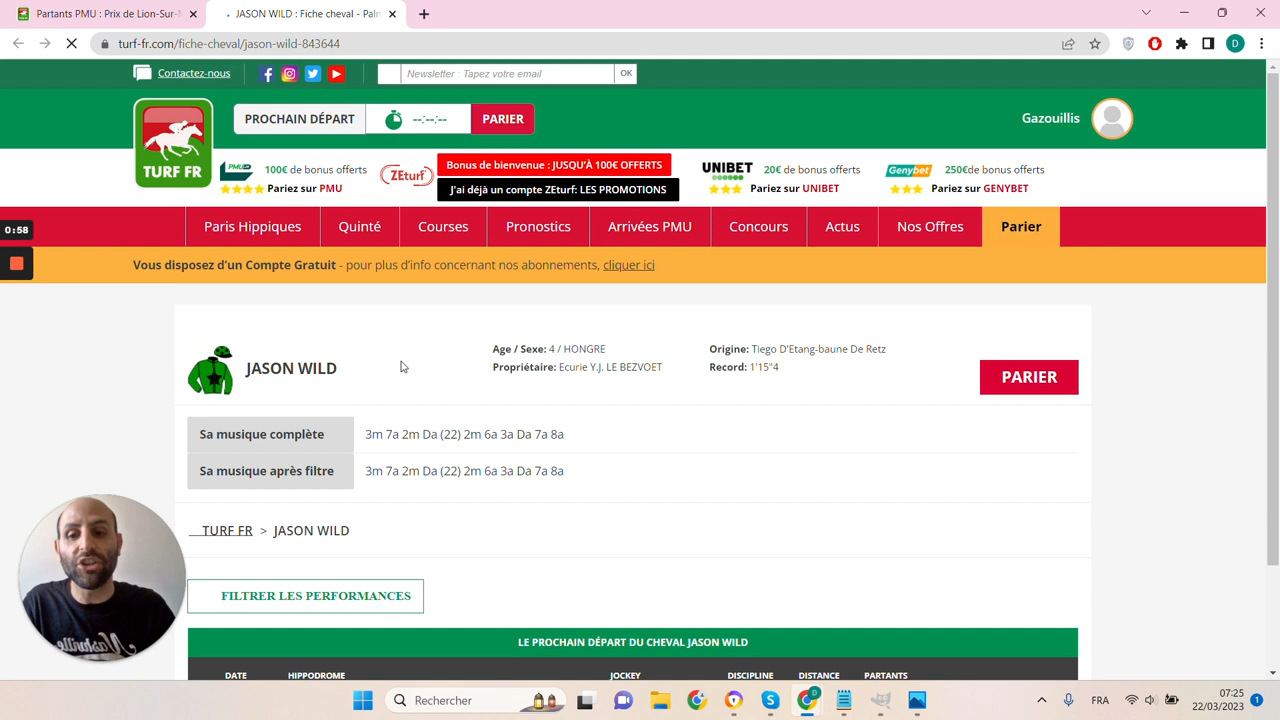 Partants PMU : Prix de Lion-Sur-M
JASON WILD : Fiche cheval - Palm
turf-fr.com/fiche-cheval/jason-wild-843644
D
Contactez-nous
Newsletter : Tapez votre email
OK
TURF FR
PROCHAIN DÉPART
--:--:--
PARIER
Gazouillis
PMU
100€ de bonus offerts
Pariez sur PMU
ZEturf
Bonus de bienvenue : JUSQU'À 100€ OFFERTS
J'ai déjà un compte ZEturf: LES PROMOTIONS
UNIBET
20€ de bonus offerts
Pariez sur UNIBET
Genybet
250€de bonus offerts
Pariez sur GENYBET
0:58
Paris Hippiques
Quinté
Courses
Pronostics
Arrivées PMU
Concours
Actus
Nos Offres
Parier
Vous disposez d'un Compte Gratuit - pour plus d'info concernant nos abonnements, cliquer ici
JASON WILD
Age / Sexe: 4 / HONGRE
Propriétaire: Ecurie Y.J. LE BEZVOET
Origine: Tiego D'Etang-baune De Retz
Record: 1'15"4
PARIER
Sa musique complète
3m 7a 2m Da (22) 2m 6a 3a Da 7a 8a
Sa musique après filtre
3m 7a 2m Da (22) 2m 6a 3a Da 7a 8a
TURF FR > JASON WILD
FILTRER LES PERFORMANCES
LE PROCHAIN DÉPART DU CHEVAL JASON WILD
DATE
HIPPODROME
JOCKEY
DISCIPLINE
DISTANCE
PARTANTS
Nashville
Rechercher
D
FRA
07:25
22/03/2023
1